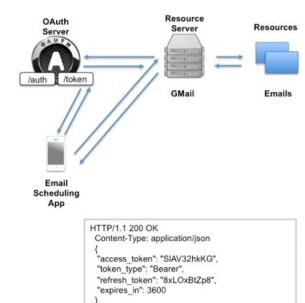 OAuth
Server
Resource
Server
Resources
OAUTH
/auth
/token
GMail
Emails
Email
Scheduling
App
HTTP/1.1 200 OK
Content-Type: application/json
{
"access_token": "SlAV32hkKG",
"token_type": "Bearer",
"refresh_token": "8xLOxBtZp8",
"expires_in": 3600
}